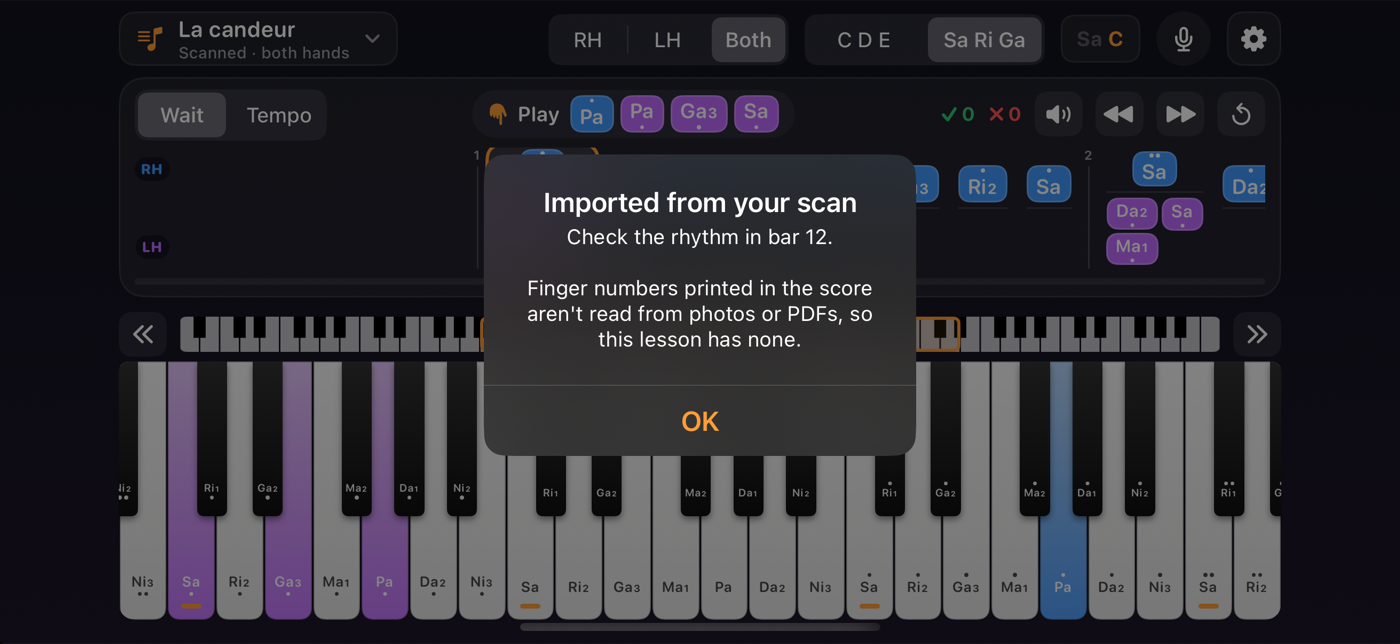 La candeur
Scanned · both hands
RH LH Both
C D E Sa Ri Ga
Sa C
Wait Tempo
Play Pa Pa Ga3 Sa
0 0
1
2
RH
Ri2 Sa Sa Da2
Da2 Sa
LH
Ma1
Imported from your scan
Check the rhythm in bar 12.
Finger numbers printed in the score
aren't read from photos or PDFs, so
this lesson has none.
OK
Ri1 Ga2 Ma2 Da1 Ni2 Ri1 Ga2 Ma2 Da1 Ni2 Ri1 Ga2 Ma2 Da1 Ni2 Ri1
Ni3 Sa Ri2 Ga3 Ma1 Pa Da2 Ni3 Sa Ri2 Ga3 Ma1 Pa Da2 Ni3 Sa Ri2 Ga3 Ma1 Pa Da2 Ni3 Sa Ri2